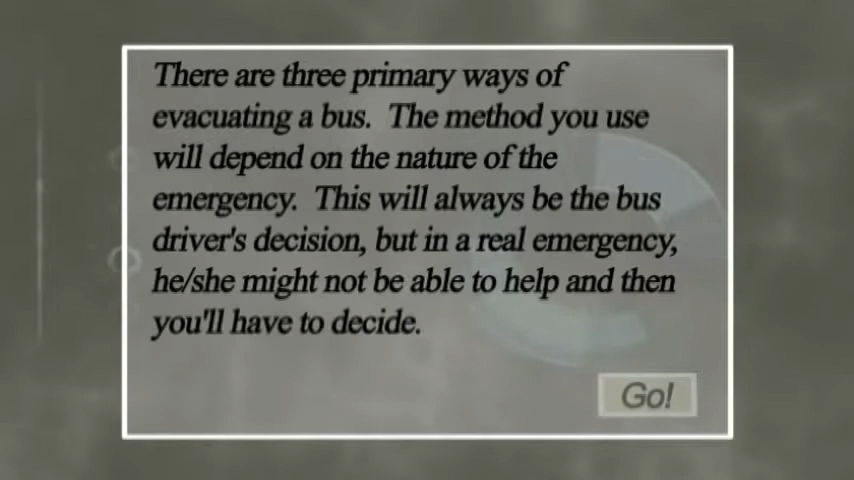 There are three primary ways of
evacuating a bus.  The method you use
will depend on the nature of the
emergency.  This will always be the bus
driver's decision, but in a real emergency,
he/she might not be able to help and then
you'll have to decide.
Go!